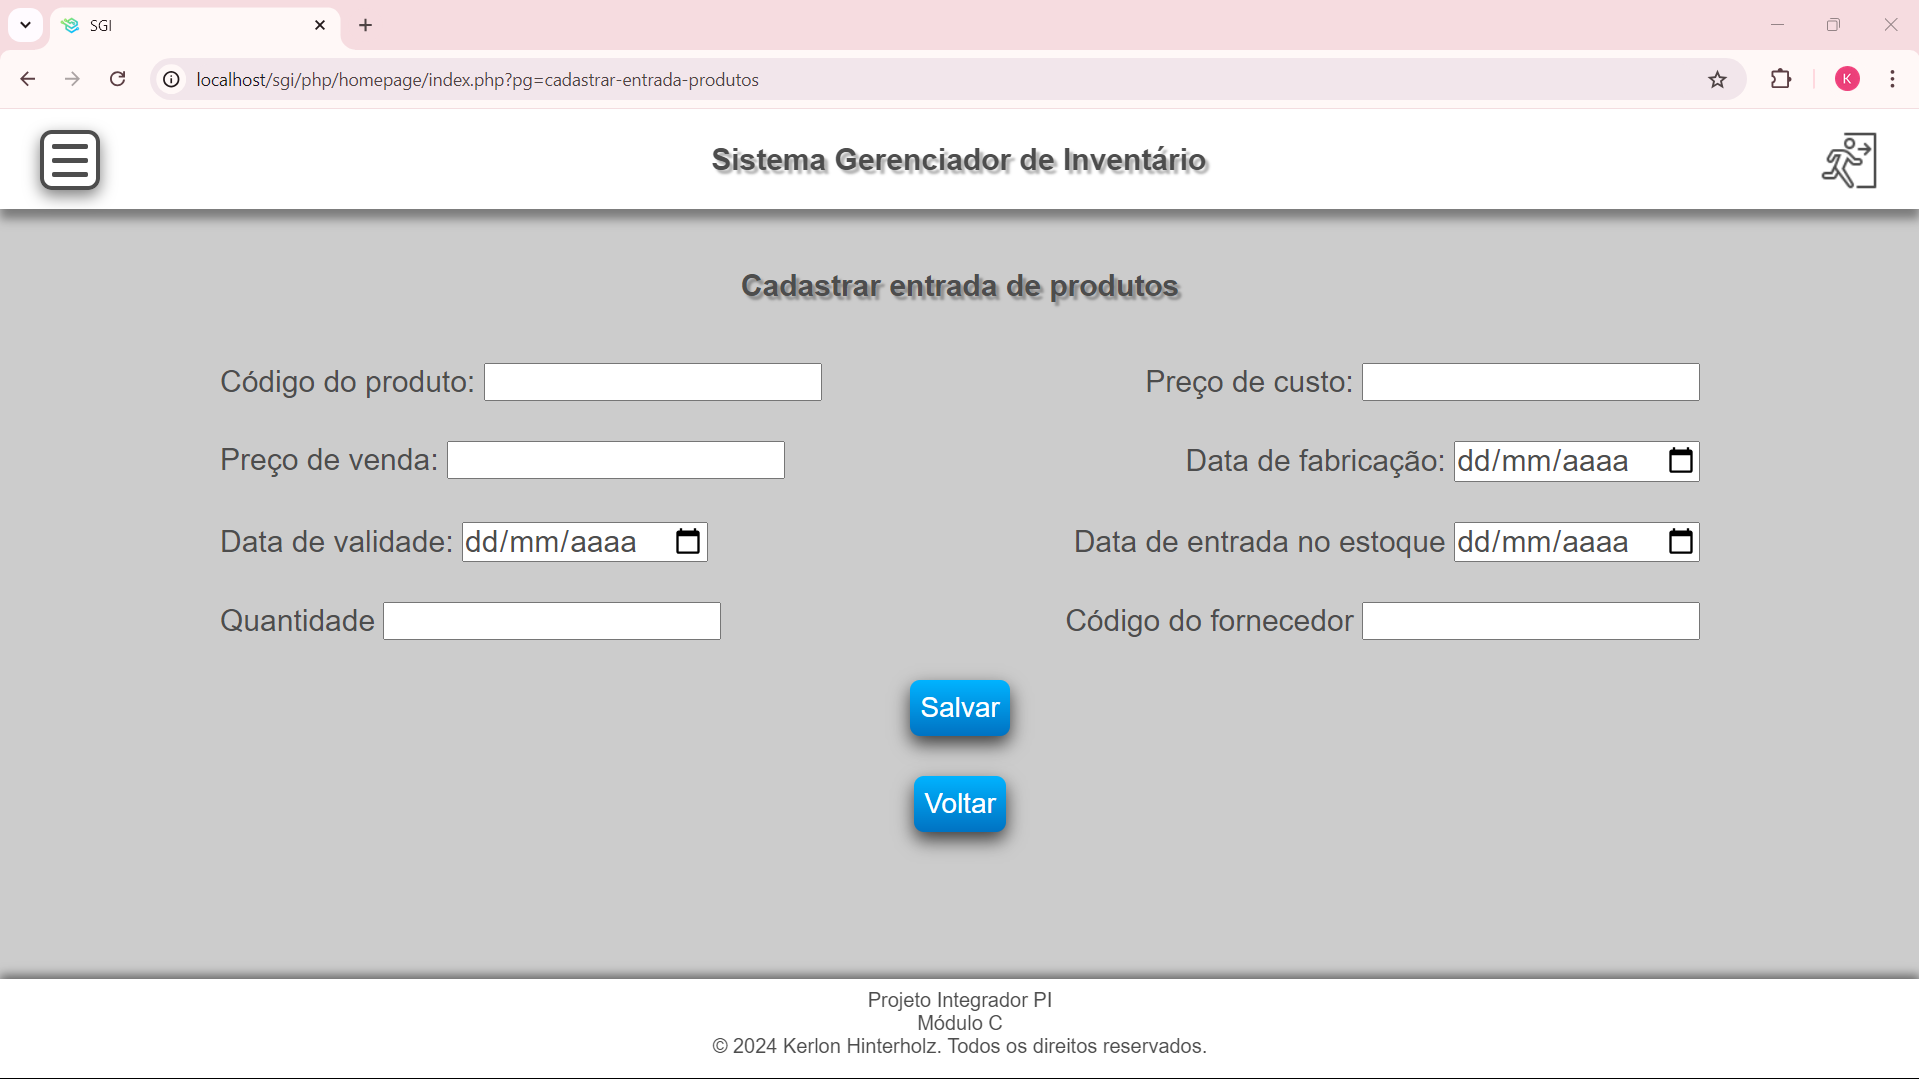 SGI
localhost/sgi/php/homepage/index.php?pg=cadastrar-entrada-produtos
K
Sistema Gerenciador de Inventário
Cadastrar entrada de produtos
Código do produto:
Preço de custo:
Preço de venda:
Data de fabricação: dd/mm/aaaa
Data de validade: dd/mm/aaaa
Data de entrada no estoque dd/mm/aaaa
Quantidade
Código do fornecedor
Salvar
Voltar
Projeto Integrador PI
Módulo C
© 2024 Kerlon Hinterholz. Todos os direitos reservados.